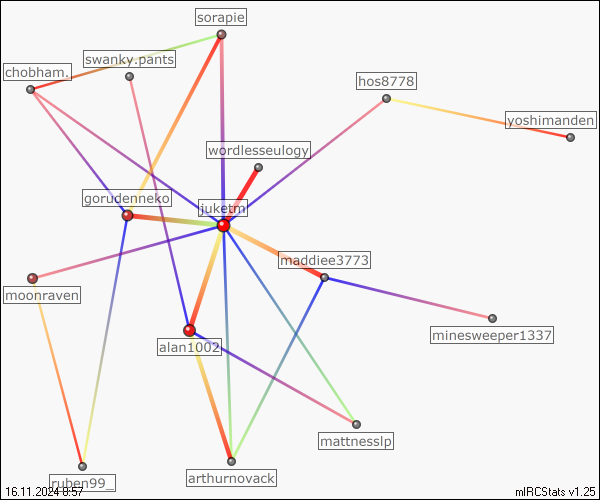 sorapie
swanky.pants
chobham.
hos8778
yoshimanden
wordlesseulogy
gorudenneko
juketm
maddiee3773
moonraven
minesweeper1337
alan1002
mattnesslp
arthurnovack
ruben99_
16.11.2024 8:57
mIRCStats v1.25